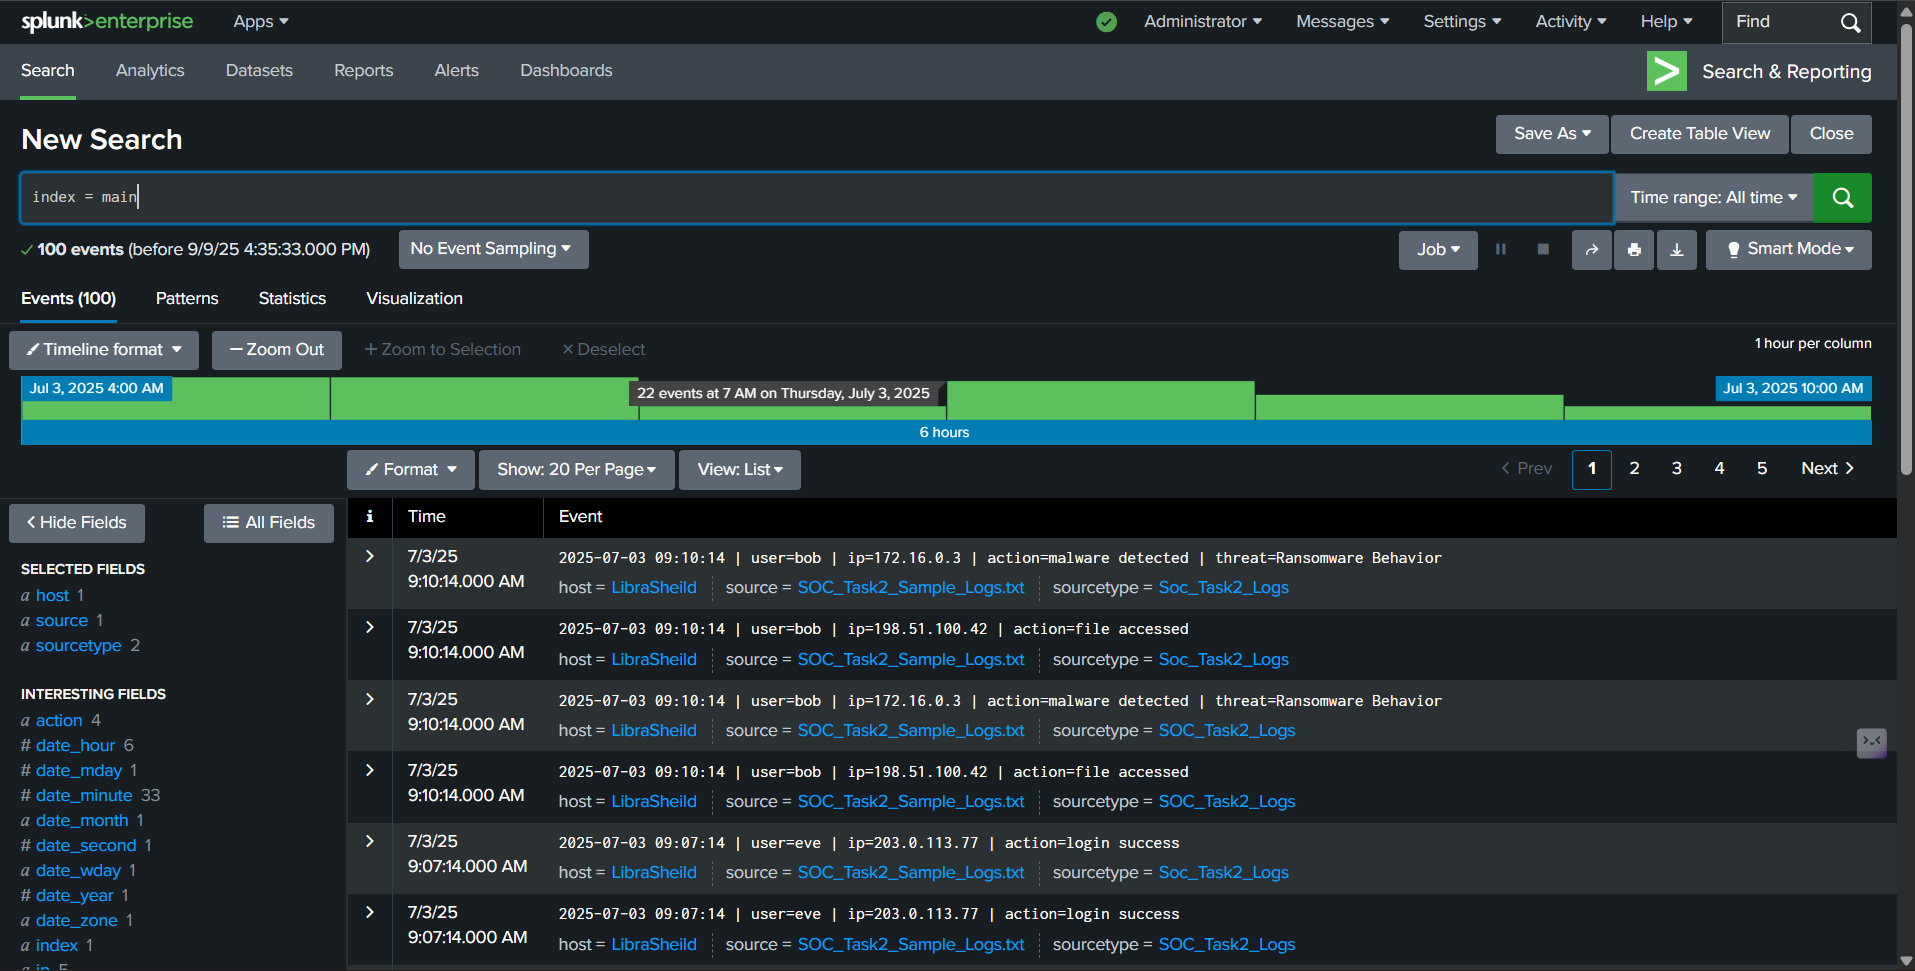 splunk>enterprise Apps Administrator Messages Settings Activity Help Find
Search Analytics Datasets Reports Alerts Dashboards Search & Reporting
New Search Save As Create Table View Close
index = main Time range: All time
100 events (before 9/9/25 4:35:33.000 PM) No Event Sampling Job Smart Mode
Events (100) Patterns Statistics Visualization
Timeline format Zoom Out + Zoom to Selection × Deselect 1 hour per column
Jul 3, 2025 4:00 AM 22 events at 7 AM on Thursday, July 3, 2025 Jul 3, 2025 10:00 AM
6 hours
Format Show: 20 Per Page View: List < Prev 1 2 3 4 5 Next >
< Hide Fields All Fields
SELECTED FIELDS
a host 1
a source 1
a sourcetype 2
INTERESTING FIELDS
a action 4
# date_hour 6
# date_mday 1
# date_minute 33
a date_month 1
# date_second 1
a date_wday 1
# date_year 1
a date_zone 1
a index 1
a ip 5
i Time Event
> 7/3/25 2025-07-03 09:10:14 | user=bob | ip=172.16.0.3 | action=malware detected | threat=Ransomware Behavior
9:10:14.000 AM host = LibraSheild source = SOC_Task2_Sample_Logs.txt sourcetype = Soc_Task2_Logs
> 7/3/25 2025-07-03 09:10:14 | user=bob | ip=198.51.100.42 | action=file accessed
9:10:14.000 AM host = LibraSheild source = SOC_Task2_Sample_Logs.txt sourcetype = Soc_Task2_Logs
> 7/3/25 2025-07-03 09:10:14 | user=bob | ip=172.16.0.3 | action=malware detected | threat=Ransomware Behavior
9:10:14.000 AM host = LibraSheild source = SOC_Task2_Sample_Logs.txt sourcetype = SOC_Task2_Logs
> 7/3/25 2025-07-03 09:10:14 | user=bob | ip=198.51.100.42 | action=file accessed
9:10:14.000 AM host = LibraSheild source = SOC_Task2_Sample_Logs.txt sourcetype = SOC_Task2_Logs
> 7/3/25 2025-07-03 09:07:14 | user=eve | ip=203.0.113.77 | action=login success
9:07:14.000 AM host = LibraSheild source = SOC_Task2_Sample_Logs.txt sourcetype = Soc_Task2_Logs
> 7/3/25 2025-07-03 09:07:14 | user=eve | ip=203.0.113.77 | action=login success
9:07:14.000 AM host = LibraSheild source = SOC_Task2_Sample_Logs.txt sourcetype = SOC_Task2_Logs